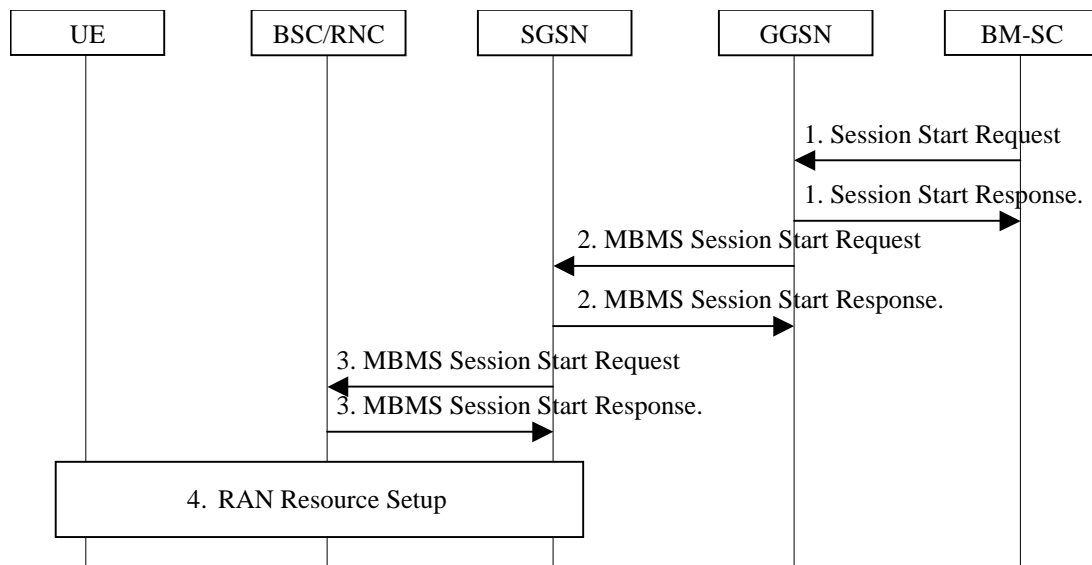 UE BSC/RNC SGSN GGSN BM-SC
1. Session Start Request
1. Session Start Response.
2. MBMS Session Start Request
2. MBMS Session Start Response.
3. MBMS Session Start Request
3. MBMS Session Start Response.
4. RAN Resource Setup